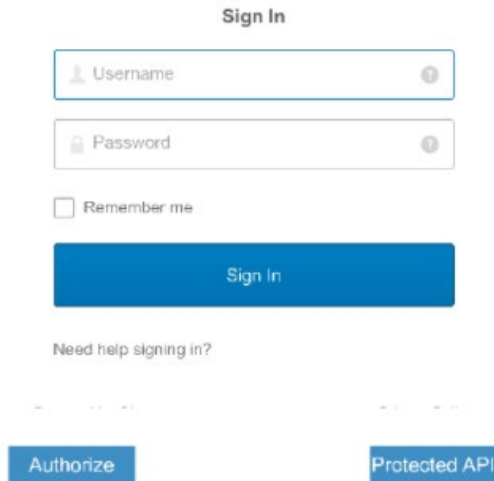 Sign In
Username
Password
Remember me
Sign In
Need help signing in?
Authorize
Protected API